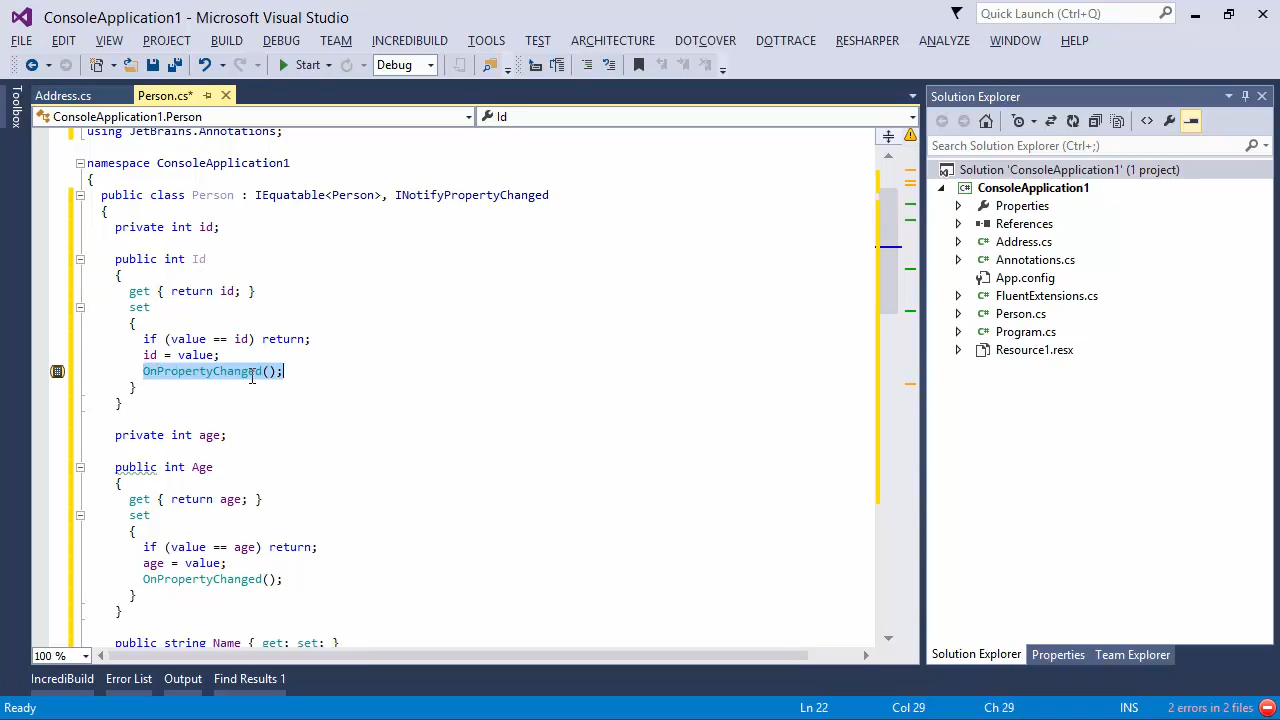 ConsoleApplication1 - Microsoft Visual Studio
Quick Launch (Ctrl+Q)
FILE EDIT VIEW PROJECT BUILD DEBUG TEAM INCREDIBUILD TOOLS TEST ARCHITECTURE DOTCOVER DOTTRACE RESHARPER ANALYZE WINDOW HELP
Start Debug
Toolbox
Address.cs Person.cs*
ConsoleApplication1.Person Id
using JetBrains.Annotations;
namespace ConsoleApplication1
{
public class Person : IEquatable<Person>, INotifyPropertyChanged
{
private int id;
public int Id
{
get { return id; }
set
{
if (value == id) return;
id = value;
OnPropertyChanged();
}
}
private int age;
public int Age
{
get { return age; }
set
{
if (value == age) return;
age = value;
OnPropertyChanged();
}
}
public string Name { get; set; }
100 %
Solution Explorer
Search Solution Explorer (Ctrl+;)
Solution 'ConsoleApplication1' (1 project)
ConsoleApplication1
Properties
References
Address.cs
Annotations.cs
App.config
FluentExtensions.cs
Person.cs
Program.cs
Resource1.resx
Solution Explorer Properties Team Explorer
IncrediBuild Error List Output Find Results 1
Ready Ln 22 Col 29 Ch 29 INS 2 errors in 2 files